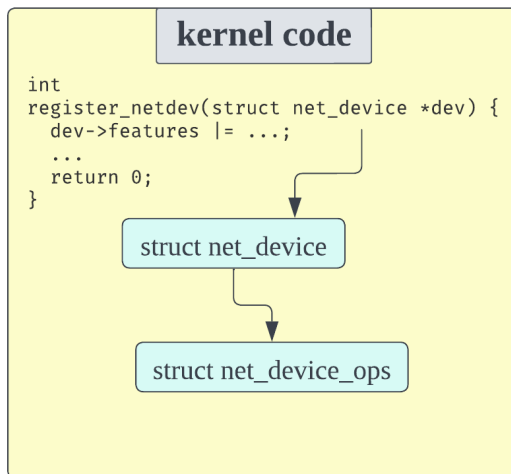 kernel code
int
register_netdev(struct net_device *dev) {
  dev->features |= ...;
  ...
  return 0;
}
struct net_device
struct net_device_ops